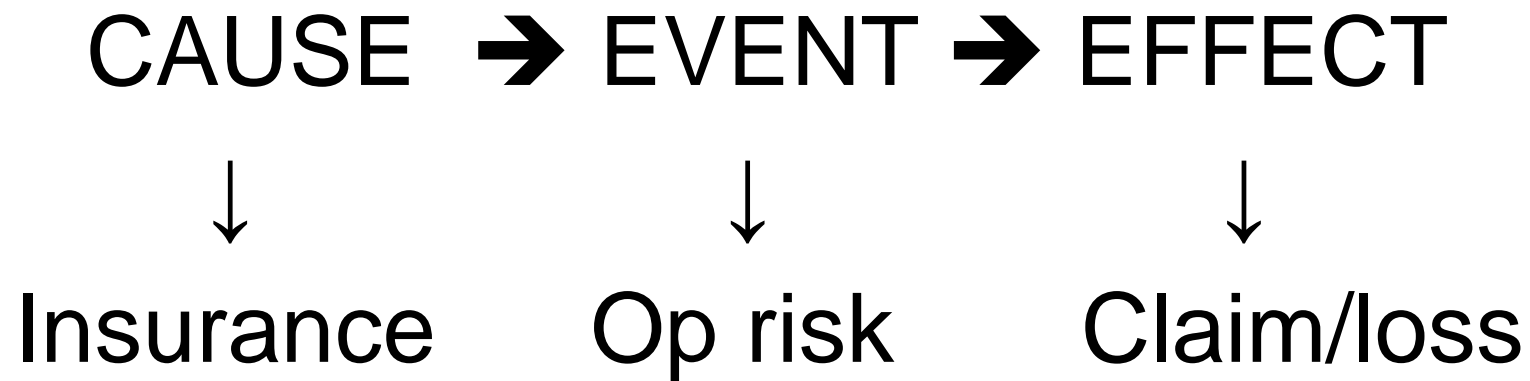 CAUSE ➔ EVENT ➔ EFFECT
↓ ↓ ↓
Insurance Op risk Claim/loss